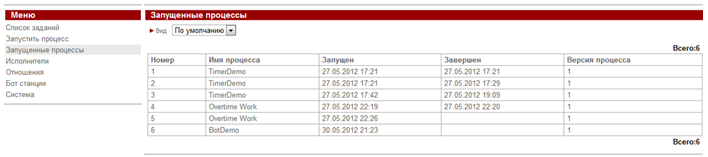 Меню
Список заданий
Запустить процесс
Запущенные процессы
Исполнители
Отношения
Бот станции
Система
Запущенные процессы
Вид По умолчанию
Всего:6
Номер Имя процесса Запущен Завершен Версия процесса
1 TimerDemo 27.05.2012 17:21 27.05.2012 17:21 1
2 TimerDemo 27.05.2012 17:21 27.05.2012 17:29 1
3 TimerDemo 27.05.2012 17:42 27.05.2012 19:09 1
4 Overtime Work 27.05.2012 22:19 27.05.2012 22:20 1
5 Overtime Work 27.05.2012 22:26 1
6 BotDemo 30.05.2012 21:23 1
Всего:6